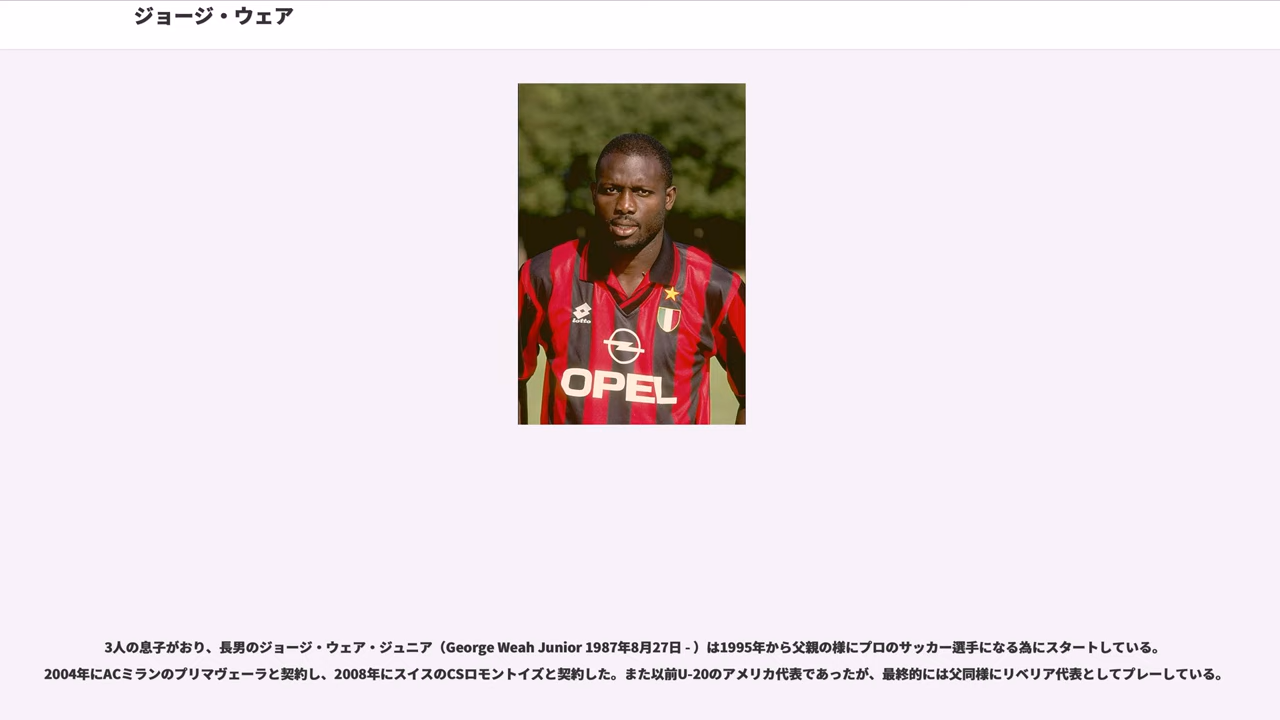 ジョージ・ウェア
lotto
OPEL
3人の息子がおり、長男のジョージ・ウェア・ジュニア（George Weah Junior 1987年8月27日 - ）は1995年から父親の様にプロのサッカー選手になる為にスタートしている。
2004年にACミランのプリマヴェーラと契約し、2008年にスイスのCSロモントイズと契約した。また以前U-20のアメリカ代表であったが、最終的には父同様にリベリア代表としてプレーしている。